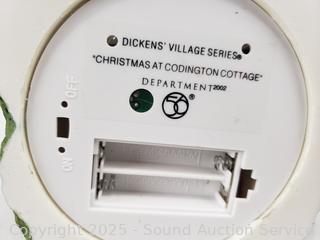 DICKENS' VILLAGE SERIES®
"CHRISTMAS AT CODINGTON COTTAGE"
DEPARTMENT 2002
56®
OFF
ON
Copyright 2025 - Sound Auction Service